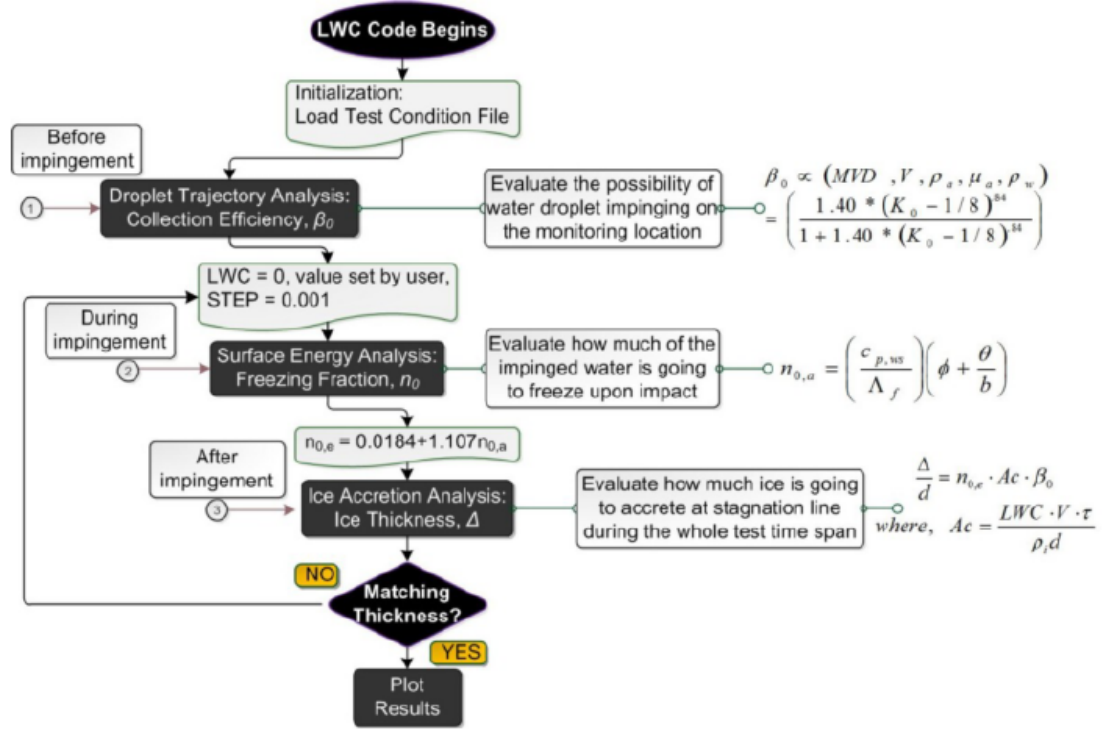 LWC Code Begins
Initialization:
Load Test Condition File
Before
impingement
1
Droplet Trajectory Analysis:
Collection Efficiency, β₀
Evaluate the possibility of
water droplet impinging on
the monitoring location
β₀ ∝ (MVD , V , ρₐ , μₐ , ρ_w)
= ( 1.40 * (K₀ − 1/8)^84 / 1 + 1.40 * (K₀ − 1/8)^.84 )
LWC = 0, value set by user,
STEP = 0.001
During
impingement
2
Surface Energy Analysis:
Freezing Fraction, n₀
Evaluate how much of the
impinged water is going
to freeze upon impact
n₀,ₐ = (c_p,ws / Λ_f)(ϕ + θ/b)
n₀,ₑ = 0.0184+1.107n₀,ₐ
After
impingement
3
Ice Accretion Analysis:
Ice Thickness, Δ
Evaluate how much ice is going
to accrete at stagnation line
during the whole test time span
Δ/d = n₀,ₑ · Ac · β₀
where, Ac = LWC · V · τ / ρᵢd
NO
Matching
Thickness?
YES
Plot
Results